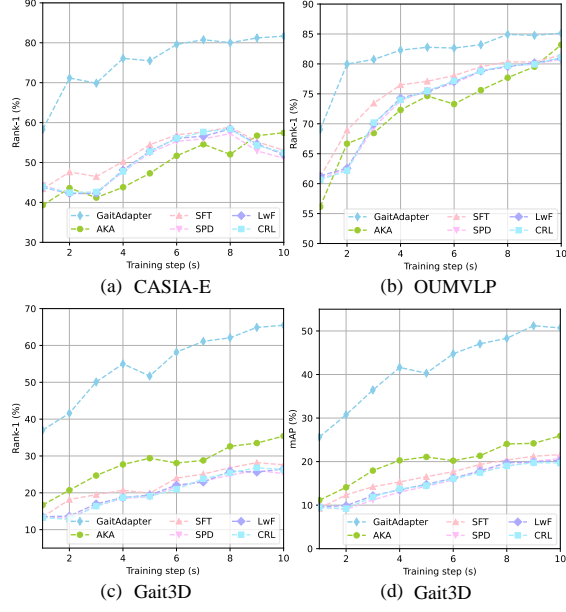 90
80
70
60
50
40
30
Rank-1 (%)
2 4 6 8 10
Training step (s)
GaitAdapter SFT LwF
AKA SPD CRL
(a) CASIA-E
90
85
80
75
70
65
60
55
50
Rank-1 (%)
2 4 6 8 10
Training step (s)
GaitAdapter SFT LwF
AKA SPD CRL
(b) OUMVLP
70
60
50
40
30
20
10
Rank-1 (%)
2 4 6 8 10
Training step (s)
GaitAdapter SFT LwF
AKA SPD CRL
(c) Gait3D
50
40
30
20
10
0
mAP (%)
2 4 6 8 10
Training step (s)
GaitAdapter SFT LwF
AKA SPD CRL
(d) Gait3D